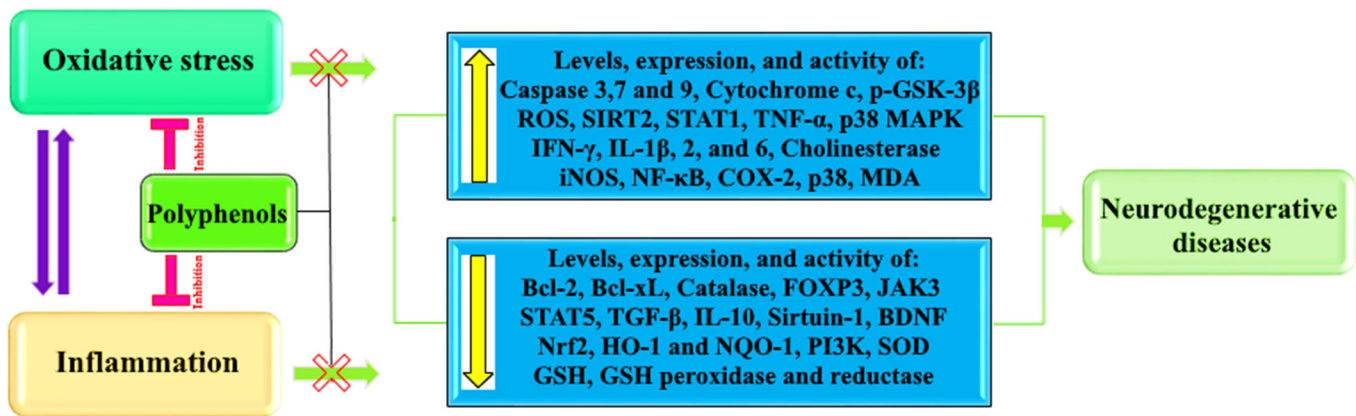 Oxidative stress
Inhibition
Polyphenols
Inhibition
Inflammation
Levels, expression, and activity of:
Caspase 3,7 and 9, Cytochrome c, p-GSK-3β
ROS, SIRT2, STAT1, TNF-α, p38 MAPK
IFN-γ, IL-1β, 2, and 6, Cholinesterase
iNOS, NF-κB, COX-2, p38, MDA
Levels, expression, and activity of:
Bcl-2, Bcl-xL, Catalase, FOXP3, JAK3
STAT5, TGF-β, IL-10, Sirtuin-1, BDNF
Nrf2, HO-1 and NQO-1, PI3K, SOD
GSH, GSH peroxidase and reductase
Neurodegenerative
diseases